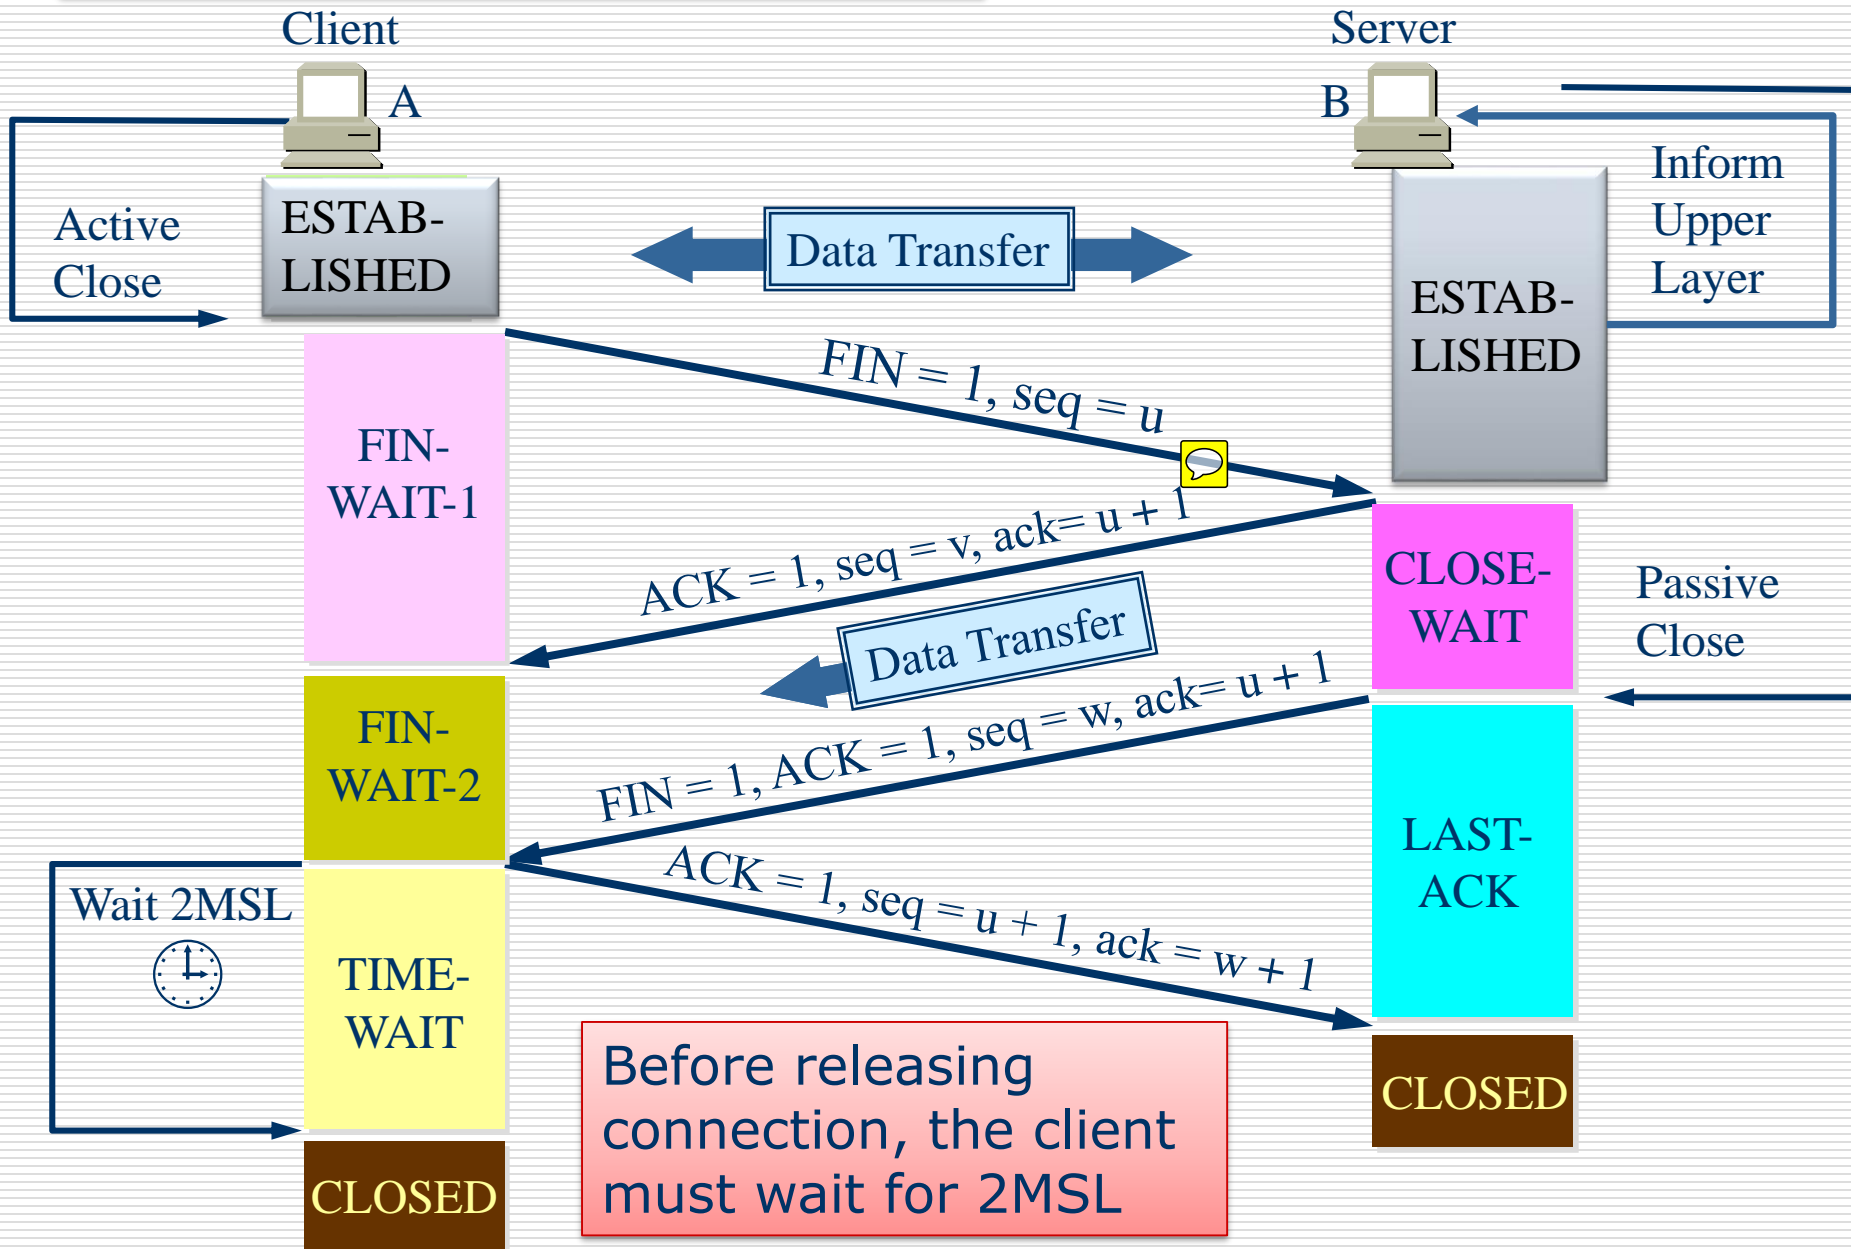 Client
Server
A
B
Inform
Upper
Layer
Active
Close
ESTAB-
LISHED
Data Transfer
ESTAB-
LISHED
FIN = 1, seq = u
FIN-
WAIT-1
ACK = 1, seq = v, ack= u + 1
CLOSE-
WAIT
Passive
Close
Data Transfer
FIN = 1, ACK = 1, seq = w, ack= u + 1
FIN-
WAIT-2
LAST-
ACK
ACK = 1, seq = u + 1, ack = w + 1
Wait 2MSL
TIME-
WAIT
Before releasing
connection, the client
must wait for 2MSL
CLOSED
CLOSED